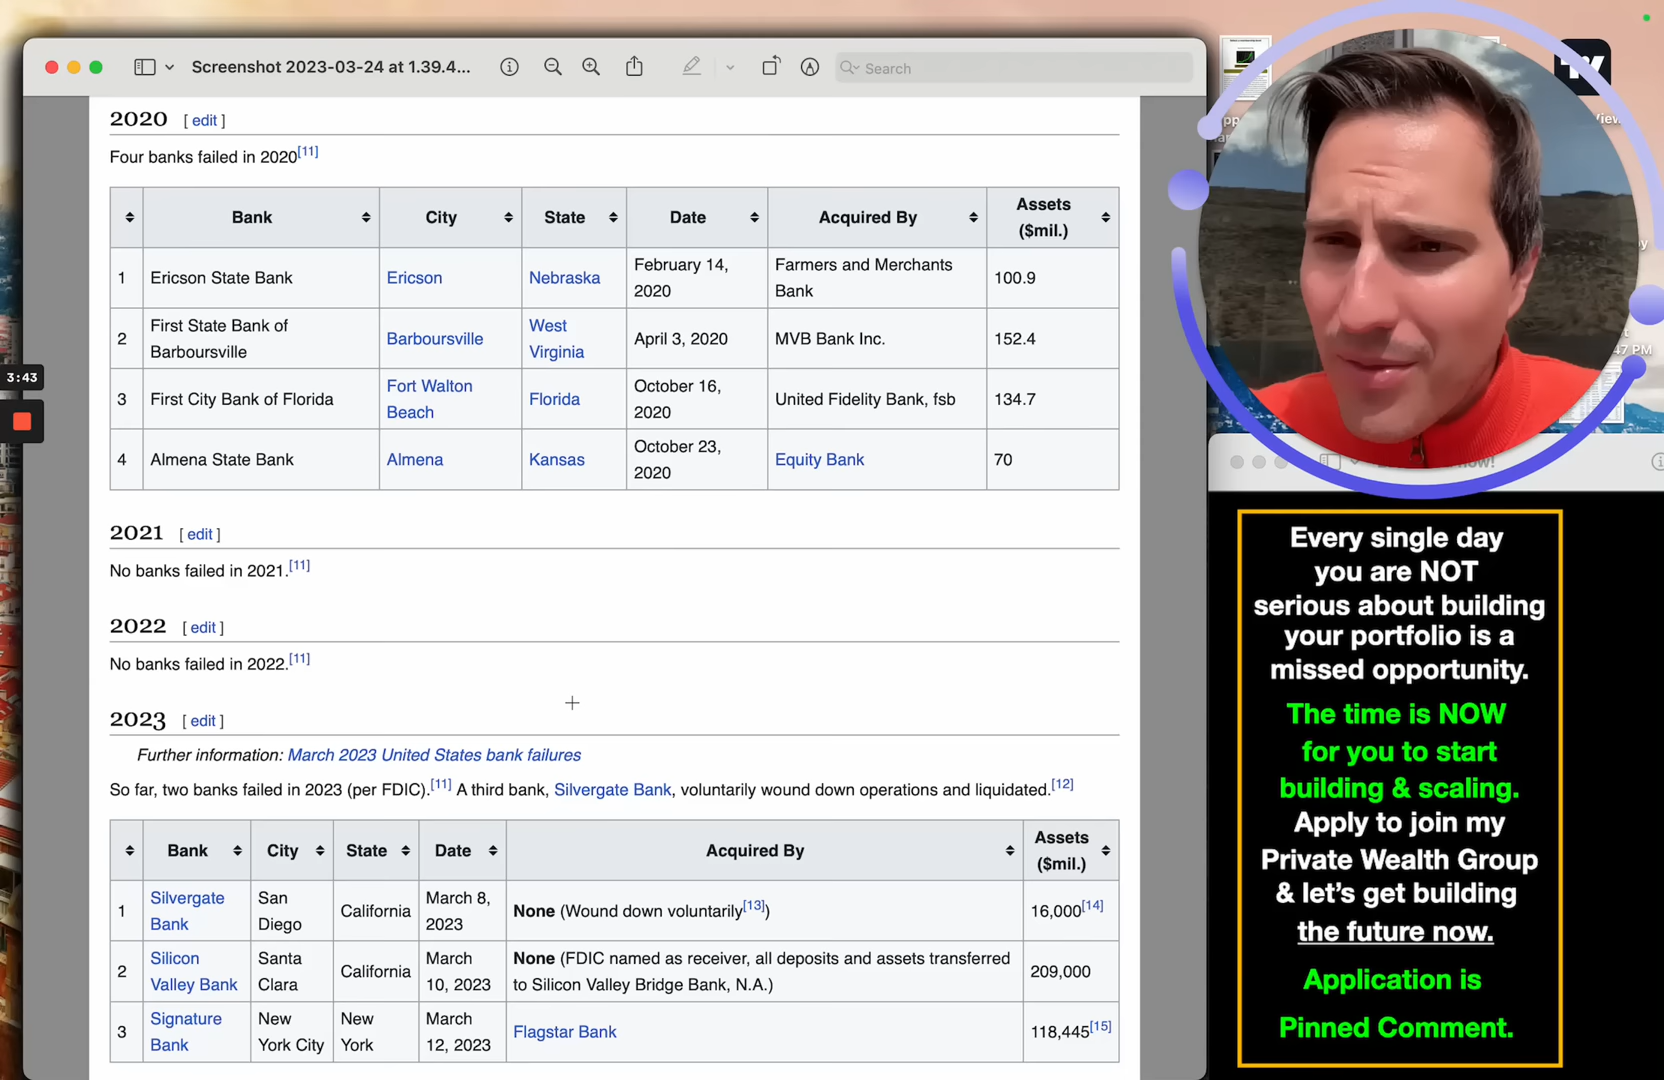 Screenshot 2023-03-24 at 1.39.4...
Search
2020 [ edit ]
Four banks failed in 2020[11]
Bank City State Date Acquired By Assets ($mil.)
1 Ericson State Bank Ericson Nebraska February 14, 2020 Farmers and Merchants Bank 100.9
2 First State Bank of Barboursville Barboursville West Virginia April 3, 2020 MVB Bank Inc. 152.4
3 First City Bank of Florida Fort Walton Beach Florida October 16, 2020 United Fidelity Bank, fsb 134.7
4 Almena State Bank Almena Kansas October 23, 2020 Equity Bank 70
2021 [ edit ]
No banks failed in 2021.[11]
2022 [ edit ]
No banks failed in 2022.[11]
2023 [ edit ]
Further information: March 2023 United States bank failures
So far, two banks failed in 2023 (per FDIC).[11] A third bank, Silvergate Bank, voluntarily wound down operations and liquidated.[12]
Bank City State Date Acquired By Assets ($mil.)
1 Silvergate Bank San Diego California March 8, 2023 None (Wound down voluntarily[13]) 16,000[14]
2 Silicon Valley Bank Santa Clara California March 10, 2023 None (FDIC named as receiver, all deposits and assets transferred to Silicon Valley Bridge Bank, N.A.) 209,000
3 Signature Bank New York City New York March 12, 2023 Flagstar Bank 118,445[15]
3:43
47 PM
Every single day
you are NOT
serious about building
your portfolio is a
missed opportunity.
The time is NOW
for you to start
building & scaling.
Apply to join my
Private Wealth Group
& let's get building
the future now.
Application is
Pinned Comment.